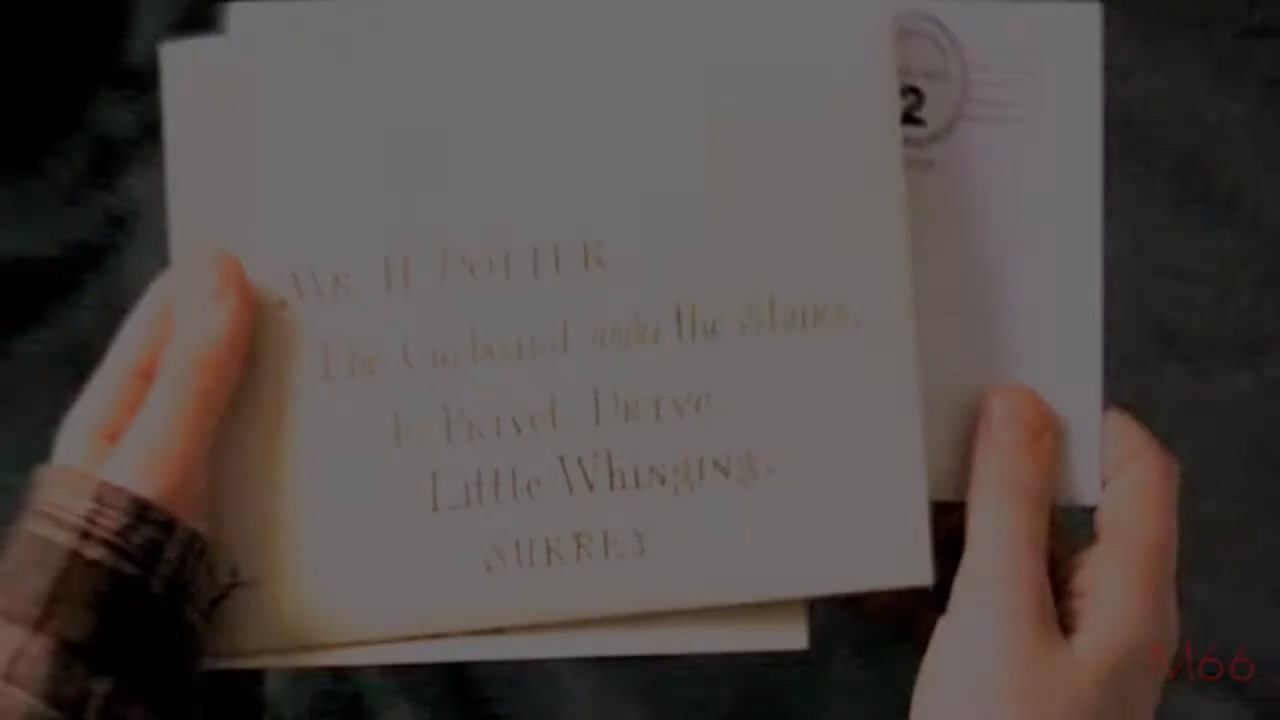 2
Mr H POTTER
The Cupboard under the Stairs,
4, Privet Drive,
Little Whinging,
SURREY
M66